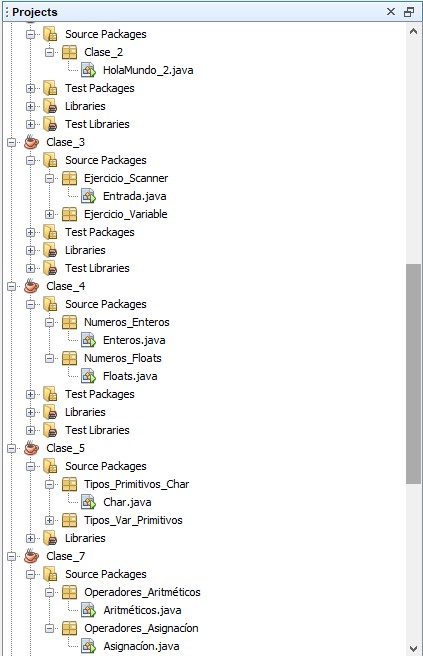 Projects
Source Packages
Clase_2
HolaMundo_2.java
Test Packages
Libraries
Test Libraries
Clase_3
Source Packages
Ejercicio_Scanner
Entrada.java
Ejercicio_Variable
Test Packages
Libraries
Test Libraries
Clase_4
Source Packages
Numeros_Enteros
Enteros.java
Numeros_Floats
Floats.java
Test Packages
Libraries
Test Libraries
Clase_5
Source Packages
Tipos_Primitivos_Char
Char.java
Tipos_Var_Primitivos
Libraries
Clase_7
Source Packages
Operadores_Aritméticos
Aritméticos.java
Operadores_Asignacíon
Asignacíon.java